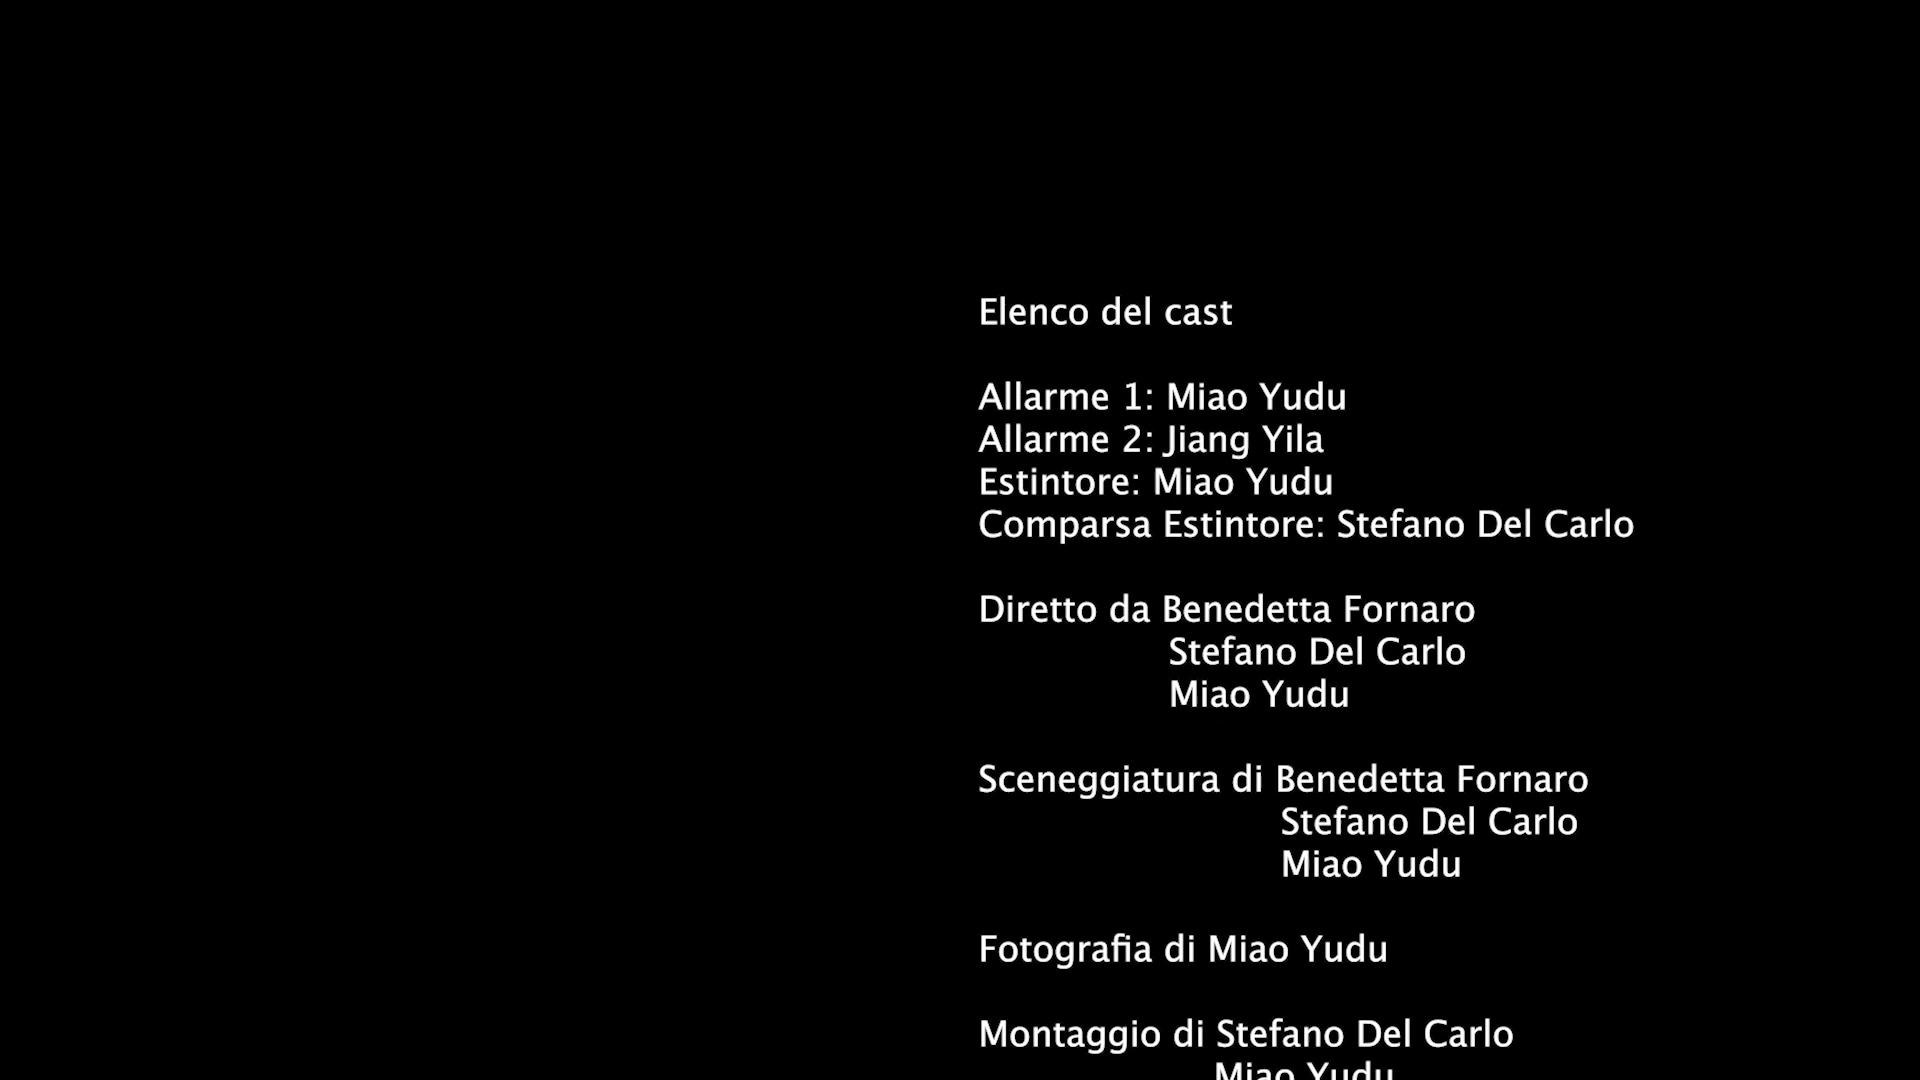 Elenco del cast
Allarme 1: Miao Yudu
Allarme 2: Jiang Yila
Estintore: Miao Yudu
Comparsa Estintore: Stefano Del Carlo
Diretto da Benedetta Fornaro
Stefano Del Carlo
Miao Yudu
Sceneggiatura di Benedetta Fornaro
Stefano Del Carlo
Miao Yudu
Fotografia di Miao Yudu
Montaggio di Stefano Del Carlo
Miao Yudu